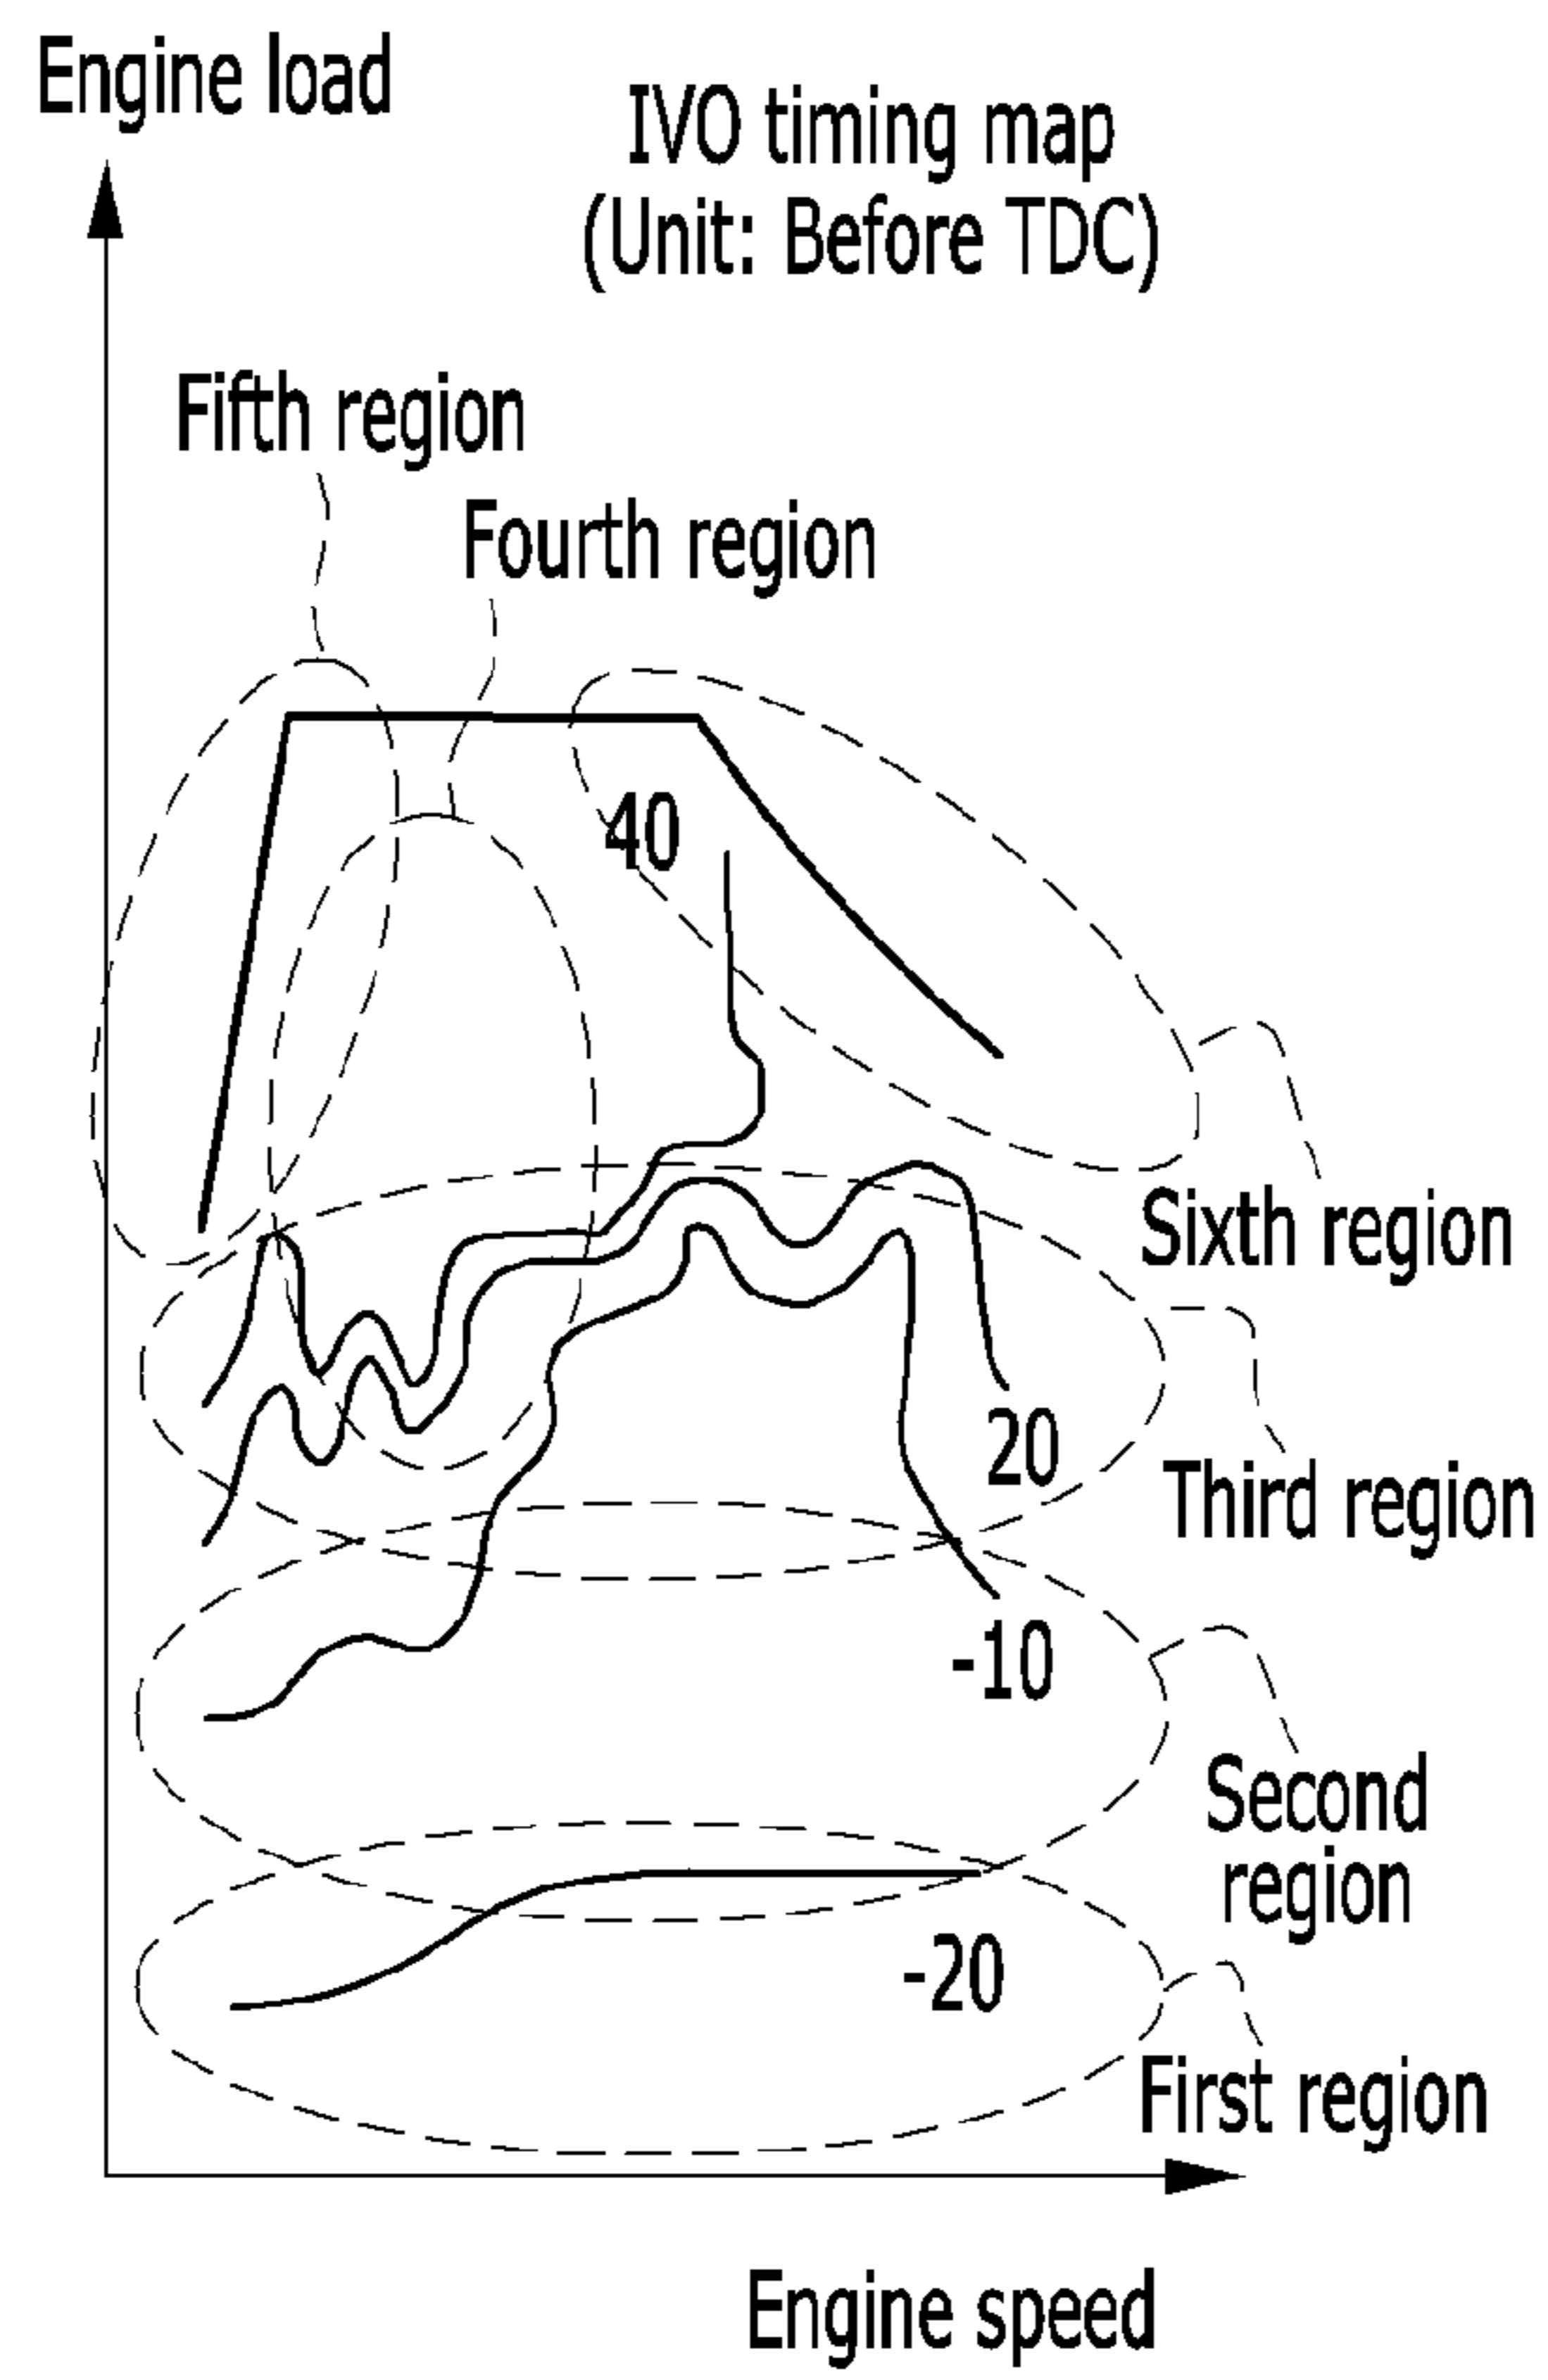 Engine load
IVO timing map
(Unit: Before TDC)
Fifth region
Fourth region
40
Sixth region
20
Third region
-10
Second
region
-20
First region
Engine speed